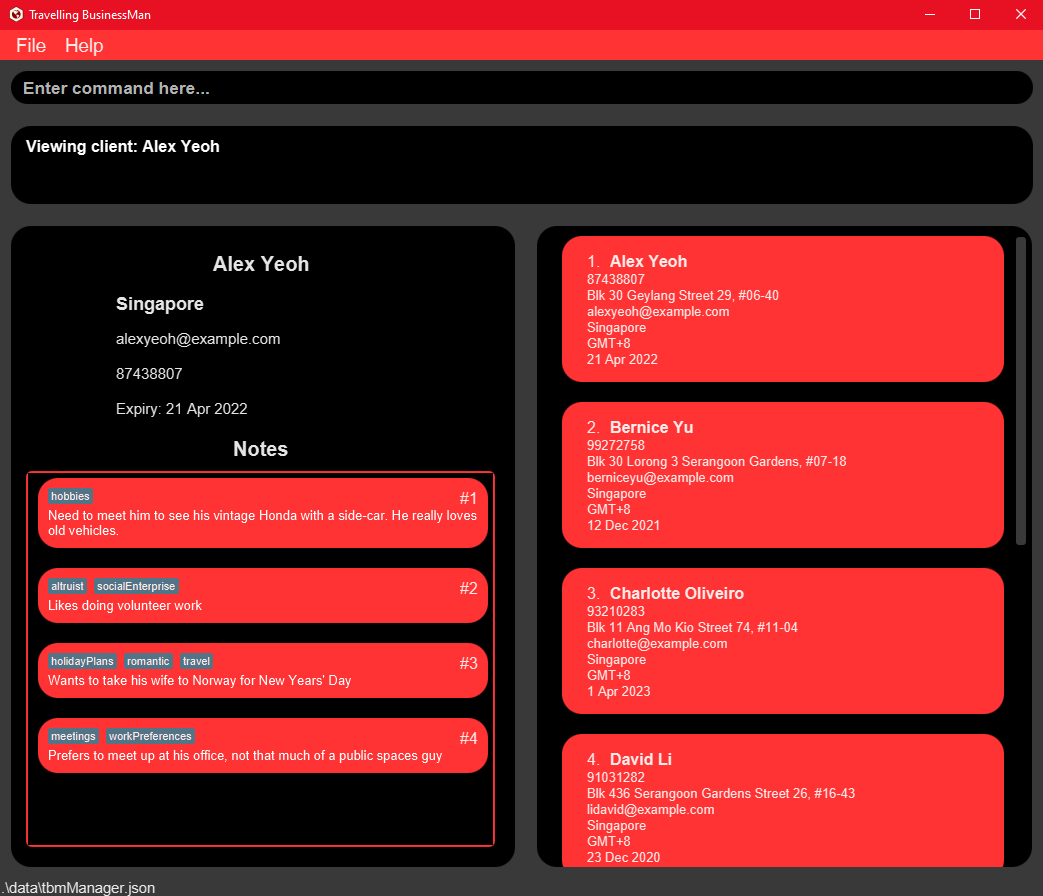 Travelling BusinessMan
File Help
Enter command here...
Viewing client: Alex Yeoh
Alex Yeoh
Singapore
alexyeoh@example.com
87438807
Expiry: 21 Apr 2022
Notes
hobbies
#1
Need to meet him to see his vintage Honda with a side-car. He really loves
old vehicles.
altruist socialEnterprise
#2
Likes doing volunteer work
holidayPlans romantic travel
#3
Wants to take his wife to Norway for New Years' Day
meetings workPreferences
#4
Prefers to meet up at his office, not that much of a public spaces guy
1. Alex Yeoh
87438807
Blk 30 Geylang Street 29, #06-40
alexyeoh@example.com
Singapore
GMT+8
21 Apr 2022
2. Bernice Yu
99272758
Blk 30 Lorong 3 Serangoon Gardens, #07-18
berniceyu@example.com
Singapore
GMT+8
12 Dec 2021
3. Charlotte Oliveiro
93210283
Blk 11 Ang Mo Kio Street 74, #11-04
charlotte@example.com
Singapore
GMT+8
1 Apr 2023
4. David Li
91031282
Blk 436 Serangoon Gardens Street 26, #16-43
lidavid@example.com
Singapore
GMT+8
23 Dec 2020
.\data\tbmManager.json